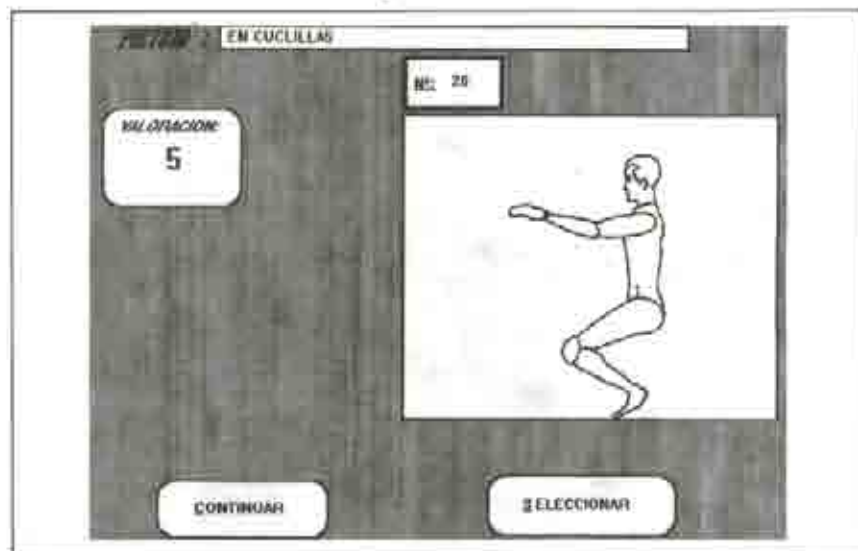 EN CUCLILLAS
Nº: 26
VALORACION:
5
CONTINUAR
SELECCIONAR